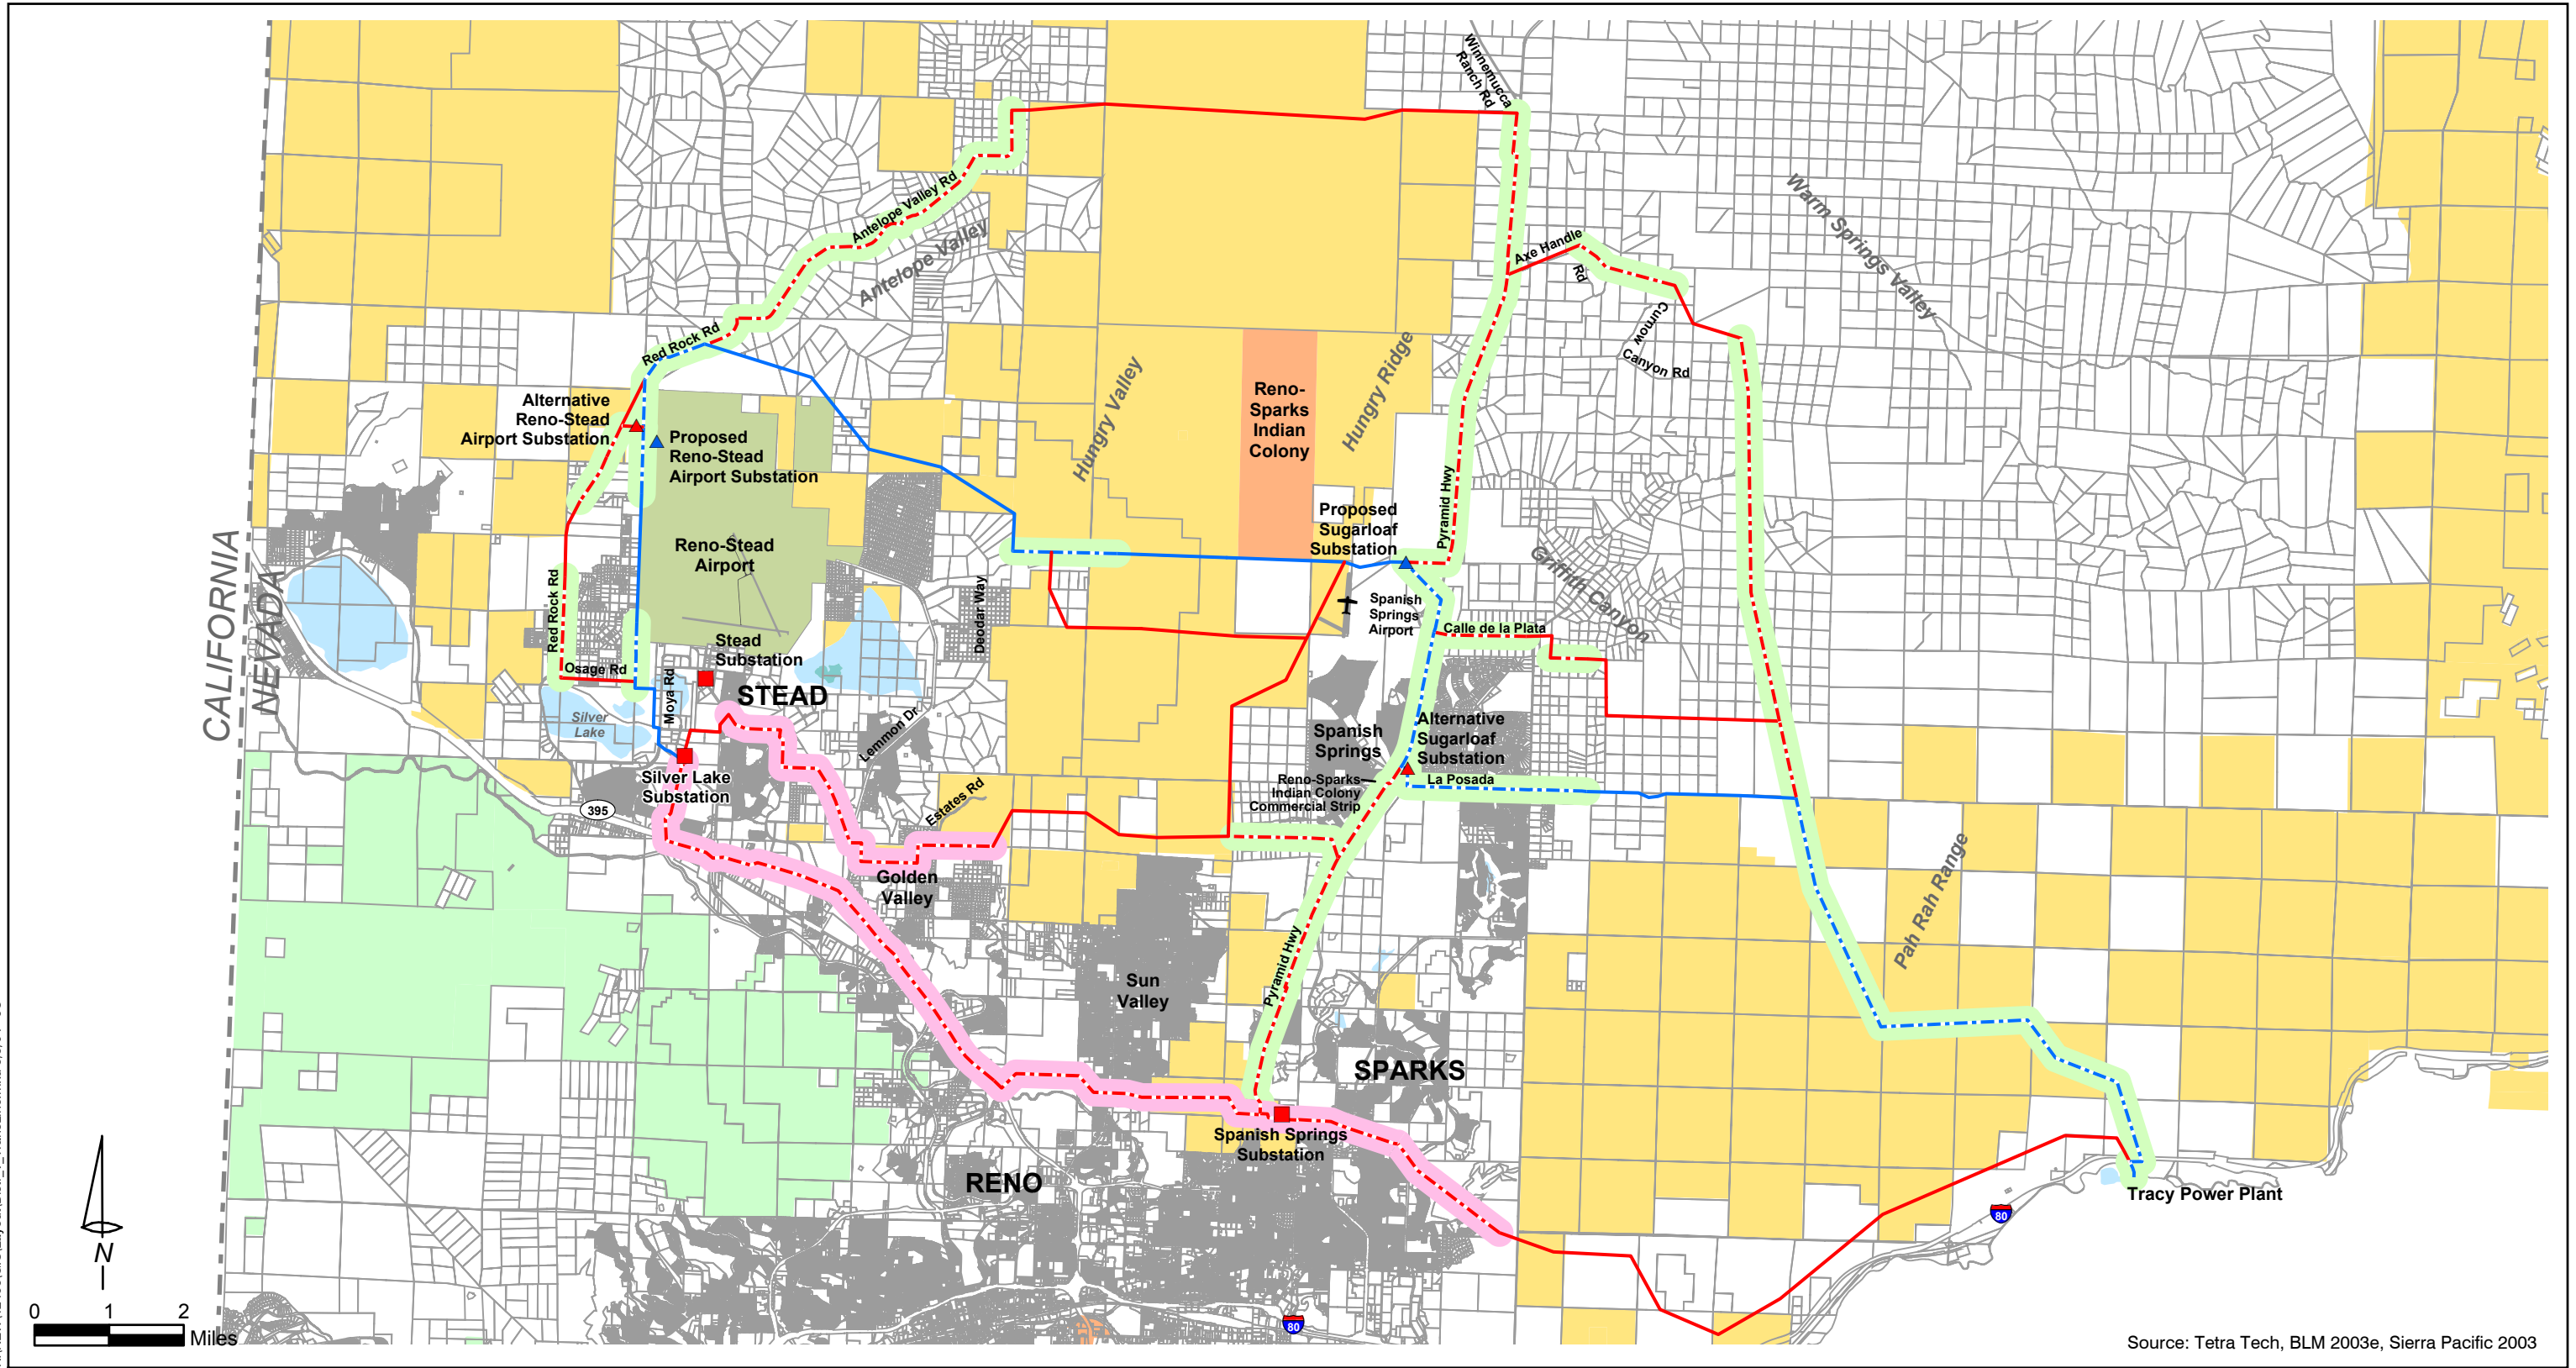 Winnemucca
Ranch Rd
Warm Springs Valley
Antelope Valley Rd
Antelope Valley
Axe Handle
Rd
Curnow
Canyon Rd
Red Rock Rd
Hungry Valley
Hungry Ridge
Reno-
Sparks
Indian
Colony
Alternative
Reno-Stead
Airport Substation
Proposed
Reno-Stead
Airport Substation
Pyramid Hwy
Proposed
Sugarloaf
Substation
Reno-Stead
Airport
Griffith Canyon
CALIFORNIA
NEVADA
Red Rock Rd
Deodar Way
Spanish
Springs
Airport
Calle de la Plata
Stead
Substation
Osage Rd
Moya Rd
STEAD
Silver
Lake
Lemmon Dr
Spanish
Springs
Alternative
Sugarloaf
Substation
Silver Lake
Substation
Reno-Sparks
Indian Colony
Commercial Strip
La Posada
395
Estates Rd
Golden
Valley
Pah Rah Range
Sun
Valley
Pyramid Hwy
SPARKS
Spanish Springs
Substation
RENO
Tracy Power Plant
80
N
0 1 2
Miles
80
Source: Tetra Tech, BLM 2003e, Sierra Pacific 2003